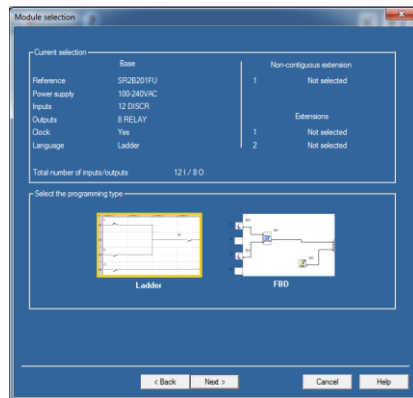 Module selection
Current selection
Base
Non-contiguous extension
Reference SR2B201FU 1 Not selected
Power supply 100-240VAC
Inputs 12 DISCR
Outputs 8 RELAY Extensions
Clock Yes 1 Not selected
Language Ladder 2 Not selected
Total number of inputs/outputs 12 I / 8 O
Select the programming type
Ladder FBD
< Back Next > Cancel Help